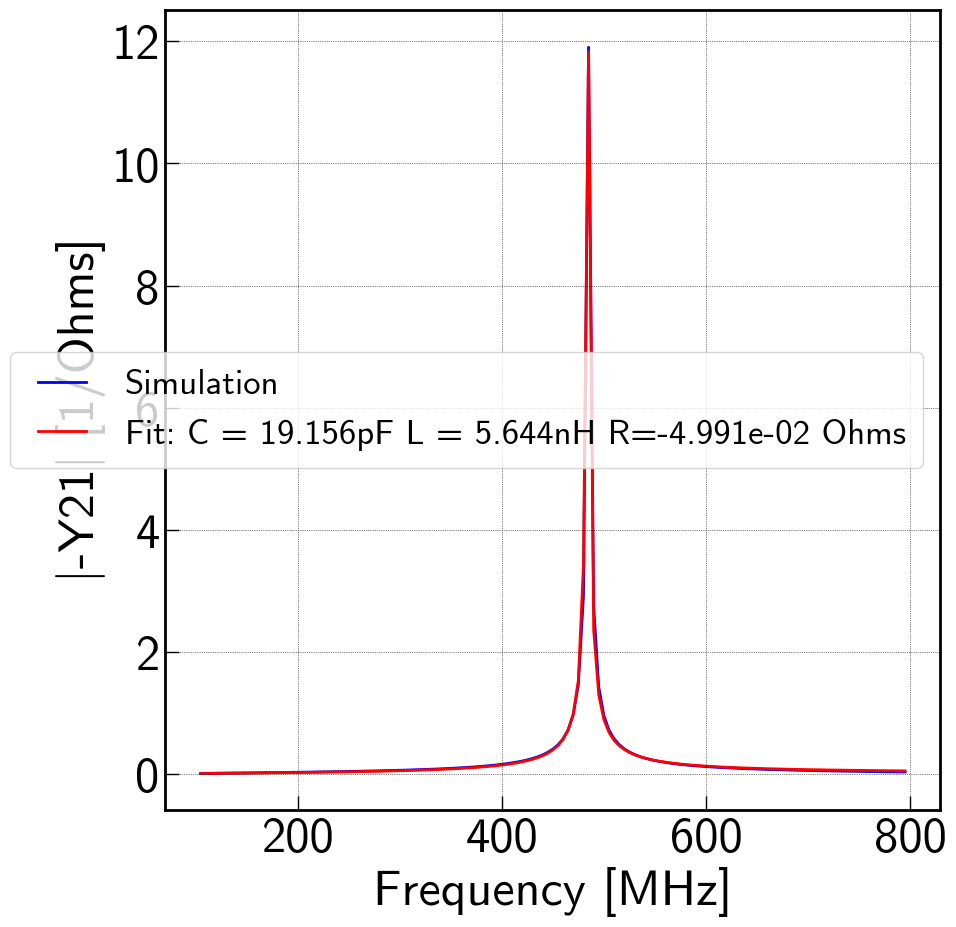 12
10
8
6
4
2
0
|-Y21| [1/Ohms]
Simulation
Fit: C = 19.156pF L = 5.644nH R=-4.991e-02 Ohms
200 400 600 800
Frequency [MHz]